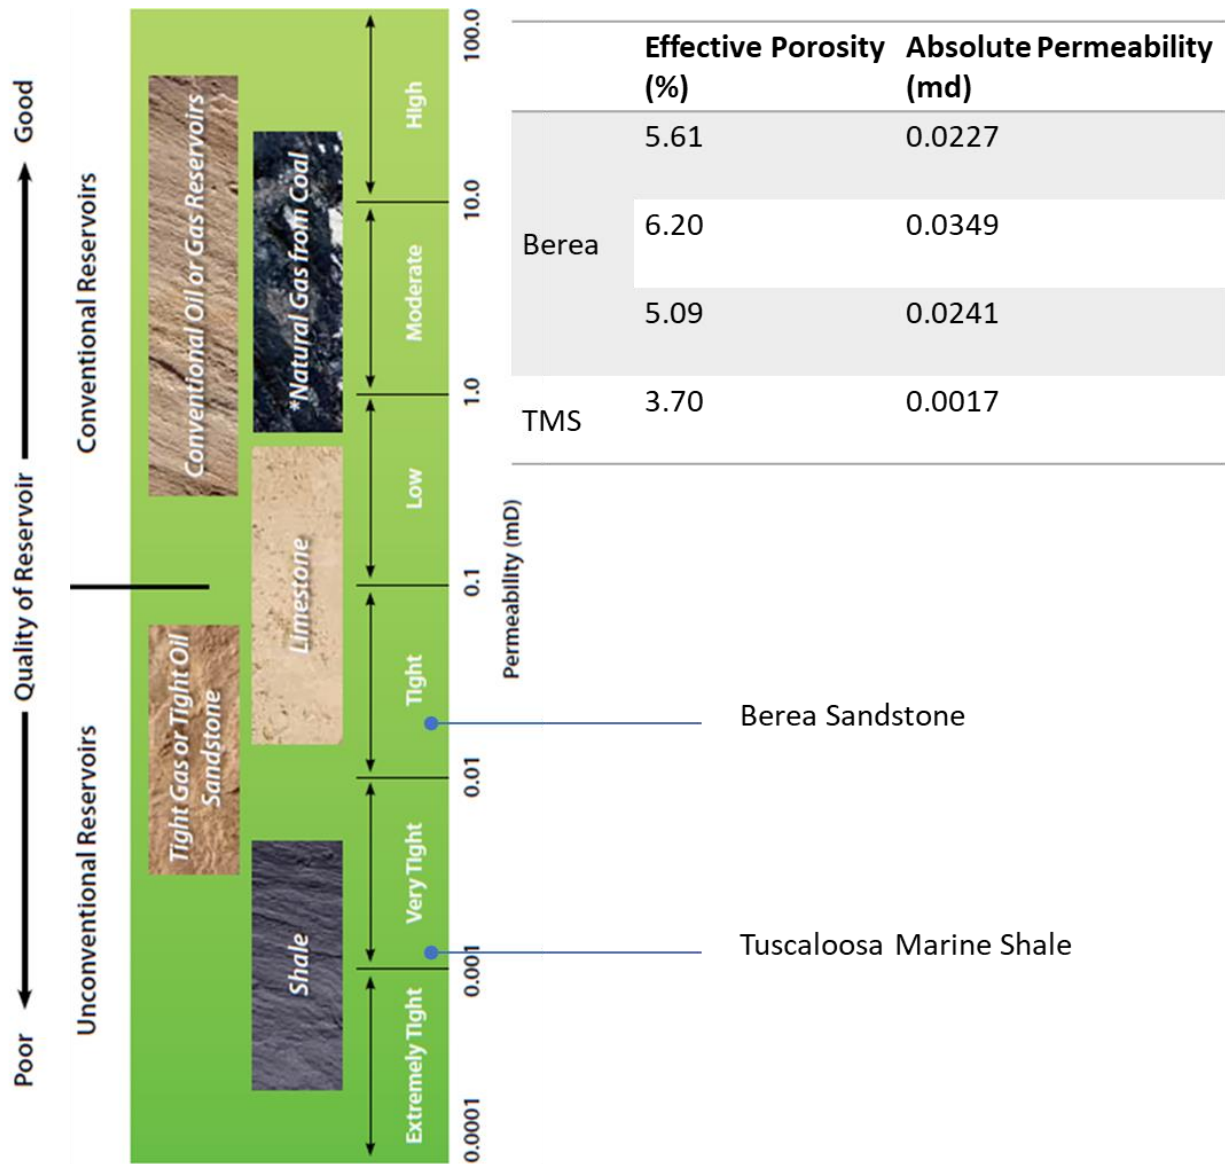 Good
Quality of Reservoir
Poor
Conventional Reservoirs
Unconventional Reservoirs
Conventional Oil or Gas Reservoirs
Tight Gas or Tight Oil
Sandstone
*Natural Gas from Coal
Limestone
Shale
High
Moderate
Low
Tight
Very Tight
Extremely Tight
100.0
10.0
1.0
0.1
0.01
0.001
0.0001
Permeability (mD)
Effective Porosity Absolute Permeability
(%) (md)
Berea
5.61 0.0227
6.20 0.0349
5.09 0.0241
TMS 3.70 0.0017
Berea Sandstone
Tuscaloosa Marine Shale